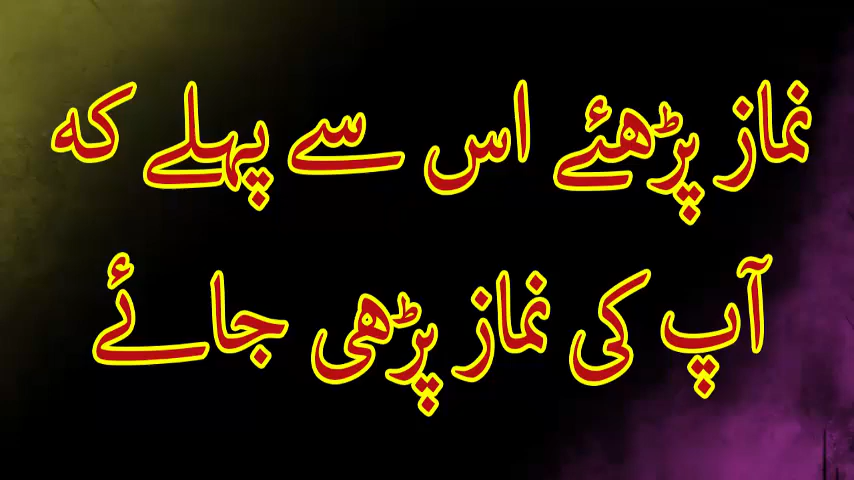 نماز پڑھئے اس سے پہلے کہ
آپ کی نماز پڑھی جائے